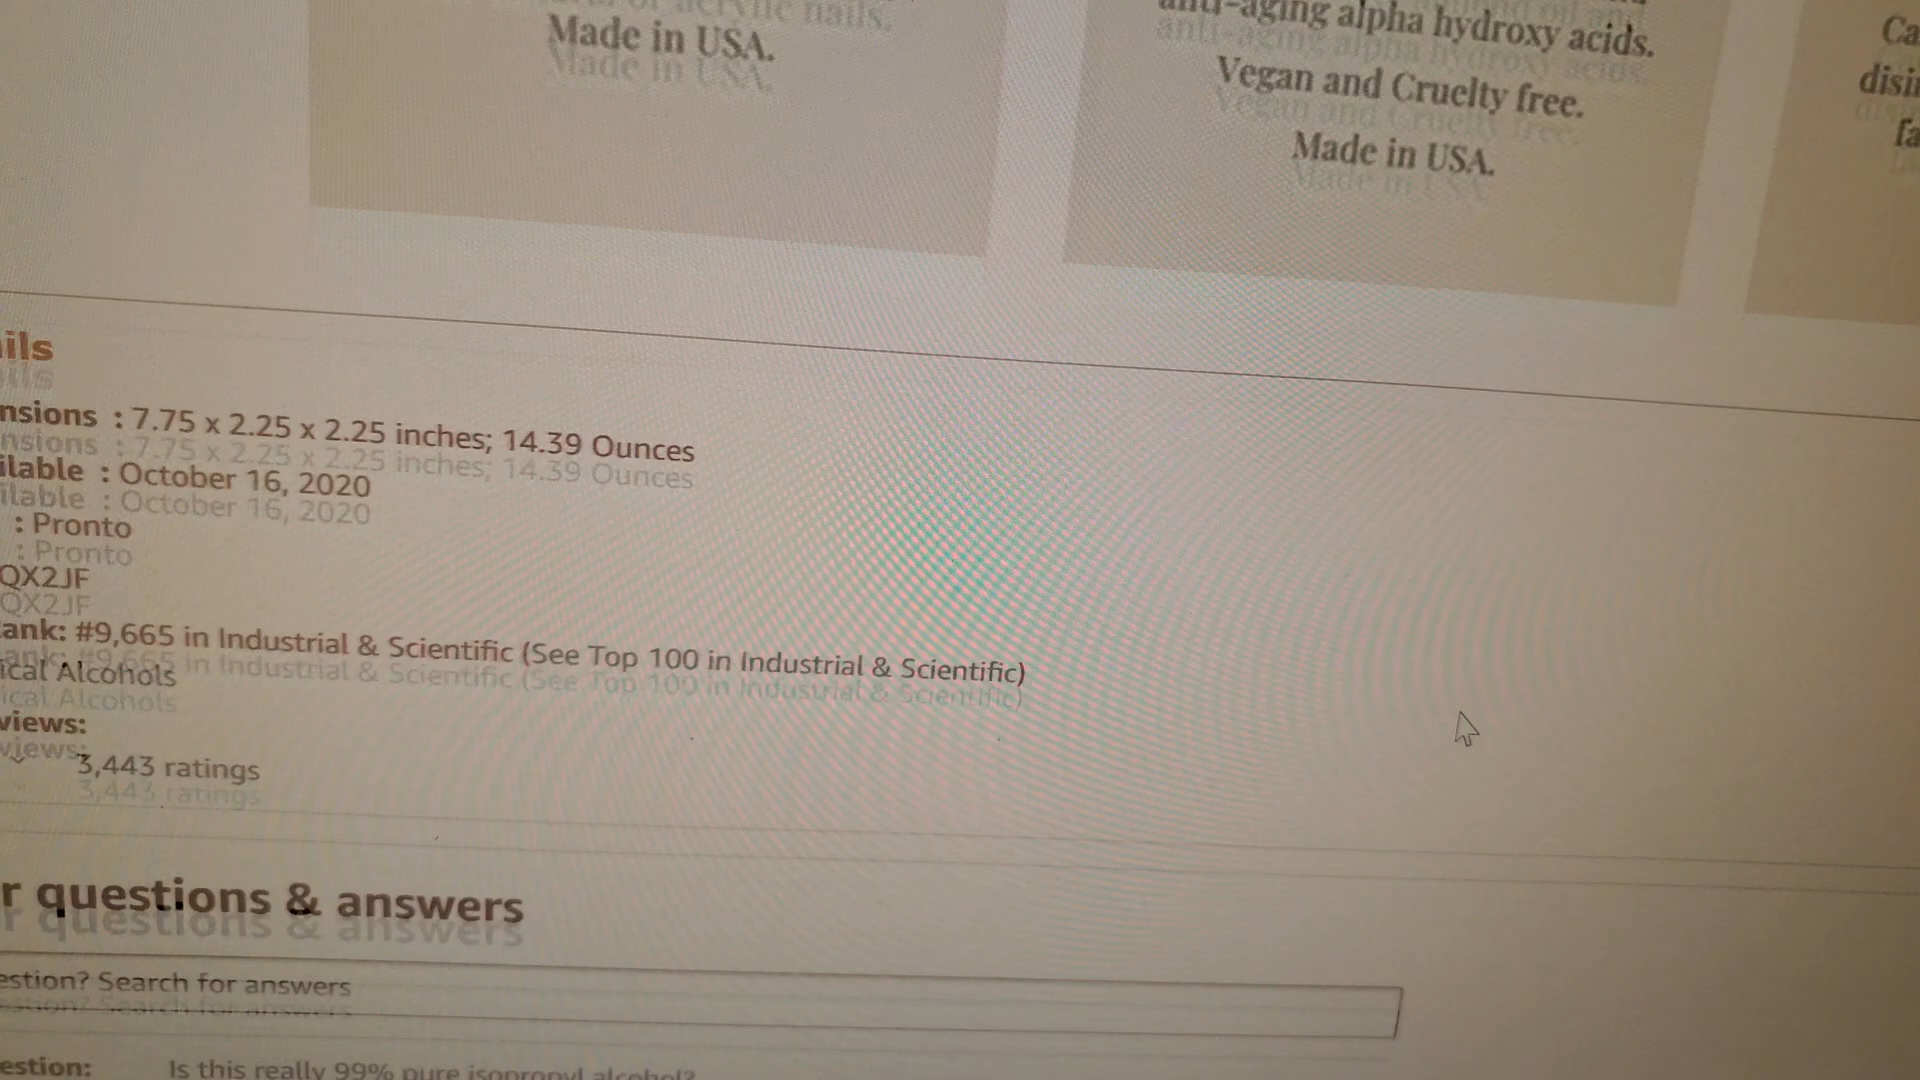 of acrylic nails.
Made in USA.
anti-aging alpha hydroxy acids.
Vegan and Cruelty free.
Made in USA.
ils
nsions : 7.75 x 2.25 x 2.25 inches; 14.39 Ounces
ilable : October 16, 2020
: Pronto
QX2JF
ank: #9,665 in Industrial & Scientific (See Top 100 in Industrial & Scientific)
ical Alcohols
views:
3,443 ratings
r questions & answers
estion? Search for answers
estion: Is this really 99% pure isopropyl alcohol?